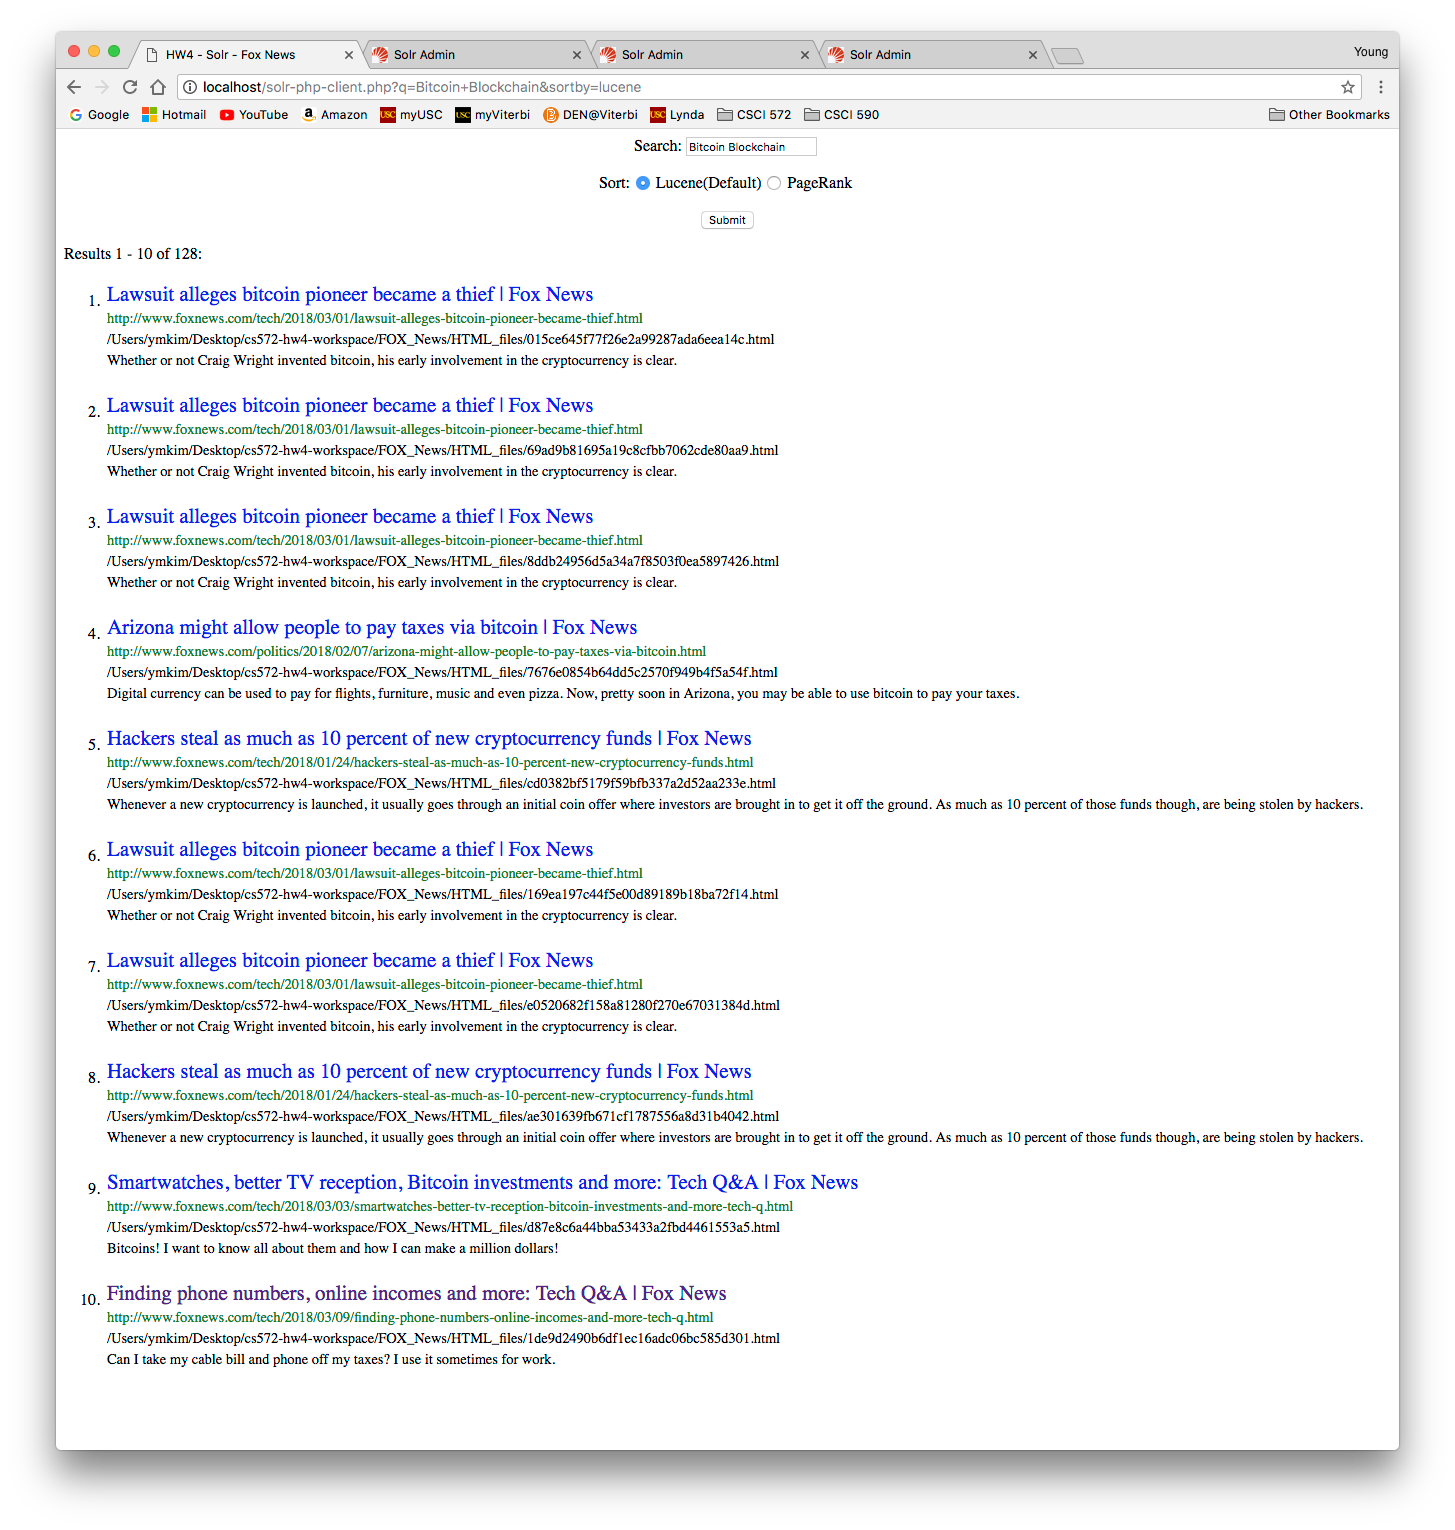 HW4 - Solr - Fox News
Solr Admin
Solr Admin
Solr Admin
Young
localhost/solr-php-client.php?q=Bitcoin+Blockchain&sortby=lucene
Google
Hotmail
YouTube
Amazon
myUSC
myViterbi
DEN@Viterbi
Lynda
CSCI 572
CSCI 590
Other Bookmarks
Search: Bitcoin Blockchain
Sort: Lucene(Default) PageRank
Submit
Results 1 - 10 of 128:
1. Lawsuit alleges bitcoin pioneer became a thief | Fox News
http://www.foxnews.com/tech/2018/03/01/lawsuit-alleges-bitcoin-pioneer-became-thief.html
/Users/ymkim/Desktop/cs572-hw4-workspace/FOX_News/HTML_files/015ce645f77f26e2a99287ada6eea14c.html
Whether or not Craig Wright invented bitcoin, his early involvement in the cryptocurrency is clear.
2. Lawsuit alleges bitcoin pioneer became a thief | Fox News
http://www.foxnews.com/tech/2018/03/01/lawsuit-alleges-bitcoin-pioneer-became-thief.html
/Users/ymkim/Desktop/cs572-hw4-workspace/FOX_News/HTML_files/69ad9b81695a19c8cfbb7062cde80aa9.html
Whether or not Craig Wright invented bitcoin, his early involvement in the cryptocurrency is clear.
3. Lawsuit alleges bitcoin pioneer became a thief | Fox News
http://www.foxnews.com/tech/2018/03/01/lawsuit-alleges-bitcoin-pioneer-became-thief.html
/Users/ymkim/Desktop/cs572-hw4-workspace/FOX_News/HTML_files/8ddb24956d5a34a7f8503f0ea5897426.html
Whether or not Craig Wright invented bitcoin, his early involvement in the cryptocurrency is clear.
4. Arizona might allow people to pay taxes via bitcoin | Fox News
http://www.foxnews.com/politics/2018/02/07/arizona-might-allow-people-to-pay-taxes-via-bitcoin.html
/Users/ymkim/Desktop/cs572-hw4-workspace/FOX_News/HTML_files/7676e0854b64dd5c2570f949b4f5a54f.html
Digital currency can be used to pay for flights, furniture, music and even pizza. Now, pretty soon in Arizona, you may be able to use bitcoin to pay your taxes.
5. Hackers steal as much as 10 percent of new cryptocurrency funds | Fox News
http://www.foxnews.com/tech/2018/01/24/hackers-steal-as-much-as-10-percent-new-cryptocurrency-funds.html
/Users/ymkim/Desktop/cs572-hw4-workspace/FOX_News/HTML_files/cd0382bf5179f59bfb337a2d52aa233e.html
Whenever a new cryptocurrency is launched, it usually goes through an initial coin offer where investors are brought in to get it off the ground. As much as 10 percent of those funds though, are being stolen by hackers.
6. Lawsuit alleges bitcoin pioneer became a thief | Fox News
http://www.foxnews.com/tech/2018/03/01/lawsuit-alleges-bitcoin-pioneer-became-thief.html
/Users/ymkim/Desktop/cs572-hw4-workspace/FOX_News/HTML_files/169ea197c44f5e00d89189b18ba72f14.html
Whether or not Craig Wright invented bitcoin, his early involvement in the cryptocurrency is clear.
7. Lawsuit alleges bitcoin pioneer became a thief | Fox News
http://www.foxnews.com/tech/2018/03/01/lawsuit-alleges-bitcoin-pioneer-became-thief.html
/Users/ymkim/Desktop/cs572-hw4-workspace/FOX_News/HTML_files/e0520682f158a81280f270e67031384d.html
Whether or not Craig Wright invented bitcoin, his early involvement in the cryptocurrency is clear.
8. Hackers steal as much as 10 percent of new cryptocurrency funds | Fox News
http://www.foxnews.com/tech/2018/01/24/hackers-steal-as-much-as-10-percent-new-cryptocurrency-funds.html
/Users/ymkim/Desktop/cs572-hw4-workspace/FOX_News/HTML_files/ae301639fb671cf1787556a8d31b4042.html
Whenever a new cryptocurrency is launched, it usually goes through an initial coin offer where investors are brought in to get it off the ground. As much as 10 percent of those funds though, are being stolen by hackers.
9. Smartwatches, better TV reception, Bitcoin investments and more: Tech Q&A | Fox News
http://www.foxnews.com/tech/2018/03/03/smartwatches-better-tv-reception-bitcoin-investments-and-more-tech-q.html
/Users/ymkim/Desktop/cs572-hw4-workspace/FOX_News/HTML_files/d87e8c6a44bba53433a2fbd4461553a5.html
Bitcoins! I want to know all about them and how I can make a million dollars!
10. Finding phone numbers, online incomes and more: Tech Q&A | Fox News
http://www.foxnews.com/tech/2018/03/09/finding-phone-numbers-online-incomes-and-more-tech-q.html
/Users/ymkim/Desktop/cs572-hw4-workspace/FOX_News/HTML_files/1de9d2490b6df1ec16adc06bc585d301.html
Can I take my cable bill and phone off my taxes? I use it sometimes for work.